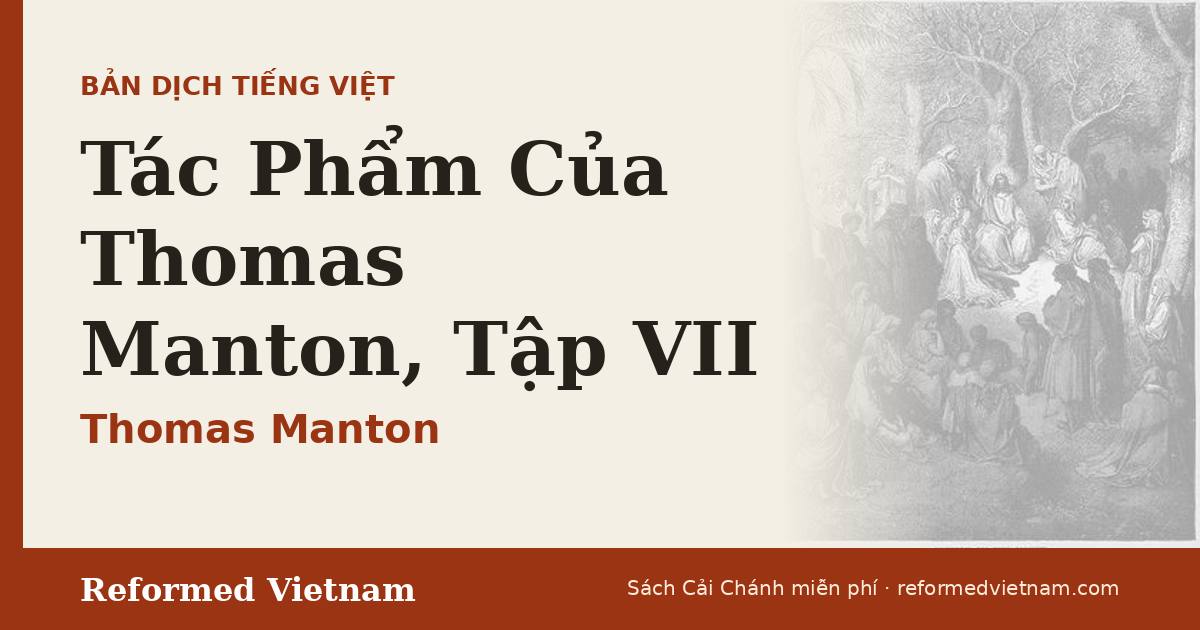 BẢN DỊCH TIẾNG VIỆT
Tác Phẩm Của
Thomas
Manton, Tập VII
Thomas Manton
Reformed Vietnam
Sách Cải Chánh miễn phí · reformedvietnam.com